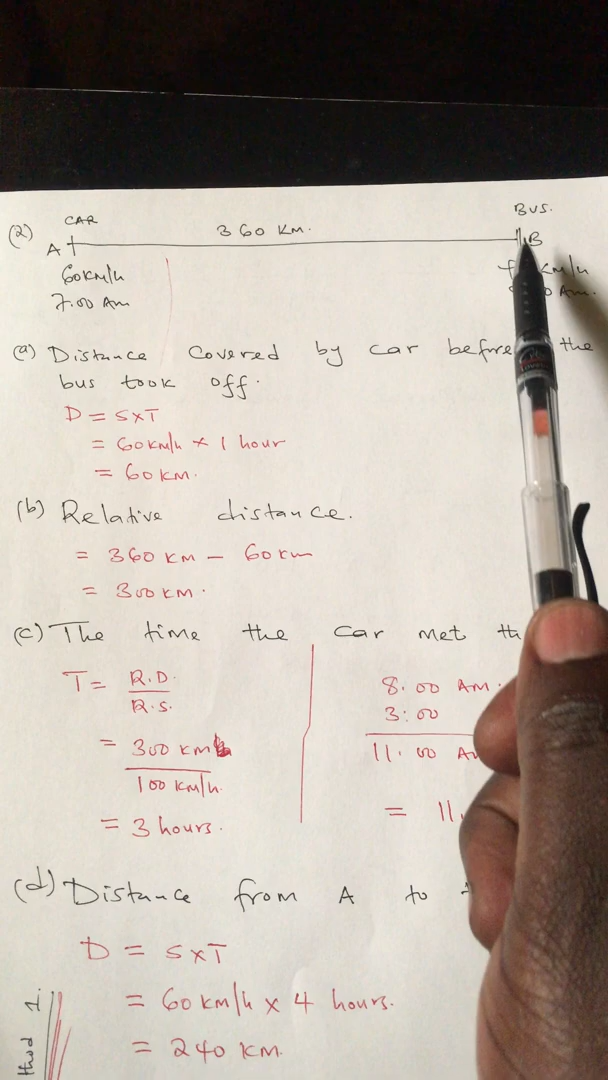 CAR
BUS.
(2) A 360 KM. B
60km/h km/h
7.00 Am Am.
(a) Distance covered by car before the
bus took off.
D = S×T
= 60km/h × 1 hour
= 60 km.
(b) Relative distance.
= 360 km - 60 km
= 300 km.
(c) The time the car met
T = R.D.
R.S.
= 300 km
100 km/h.
= 3 hours.
8.00 AM.
3:00
11.00
= 11.
(d) Distance from A to
D = S×T
= 60 km/h × 4 hours.
= 240 km.